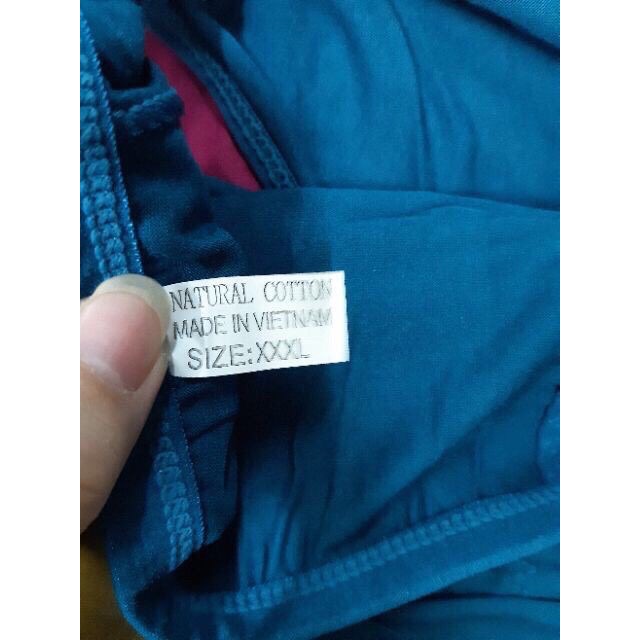 NATURAL COTTON
MADE IN VIETNAM
SIZE: XXXL